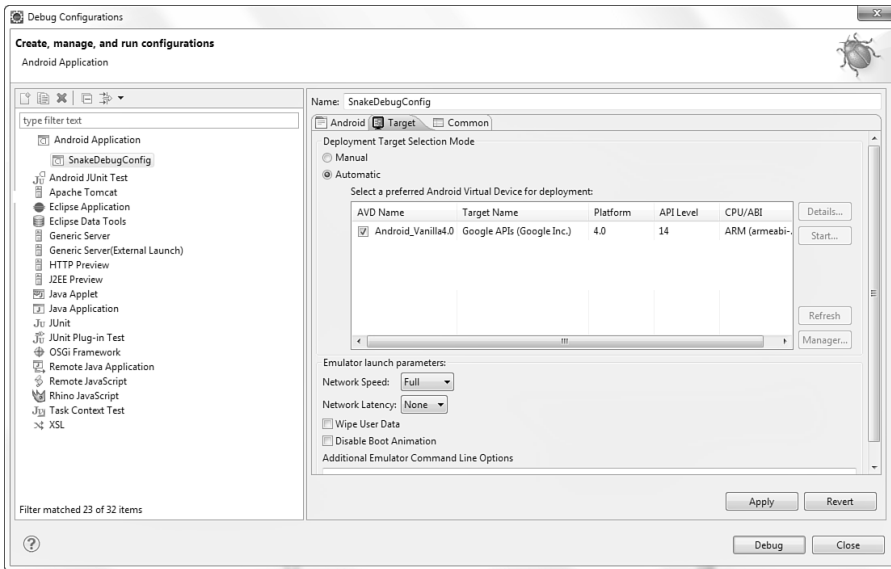 Debug Configurations
Create, manage, and run configurations
Android Application
type filter text
Android Application
SnakeDebugConfig
Android JUnit Test
Apache Tomcat
Eclipse Application
Eclipse Data Tools
Generic Server
Generic Server(External Launch)
HTTP Preview
J2EE Preview
Java Applet
Java Application
JUnit
JUnit Plug-in Test
OSGi Framework
Remote Java Application
Remote JavaScript
Rhino JavaScript
Task Context Test
XSL
Filter matched 23 of 32 items
Name: SnakeDebugConfig
Android Target Common
Deployment Target Selection Mode
Manual
Automatic
Select a preferred Android Virtual Device for deployment:
AVD Name Target Name Platform API Level CPU/ABI
Android_Vanilla4.0 Google APIs (Google Inc.) 4.0 14 ARM (armeabi-
Details...
Start...
Refresh
Manager...
Emulator launch parameters:
Network Speed: Full
Network Latency: None
Wipe User Data
Disable Boot Animation
Additional Emulator Command Line Options
Apply Revert
Debug Close